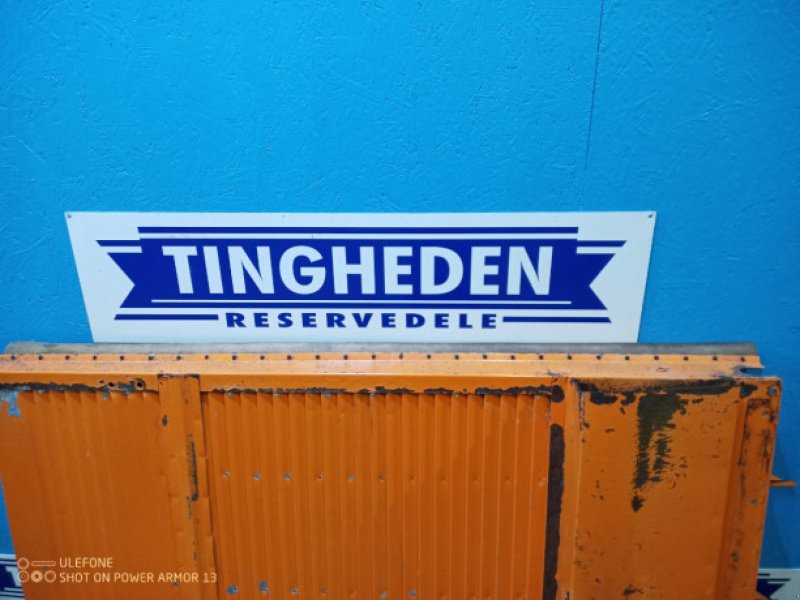 TINGHEDEN
RESERVEDELE
ULEFONE
SHOT ON POWER ARMOR 13